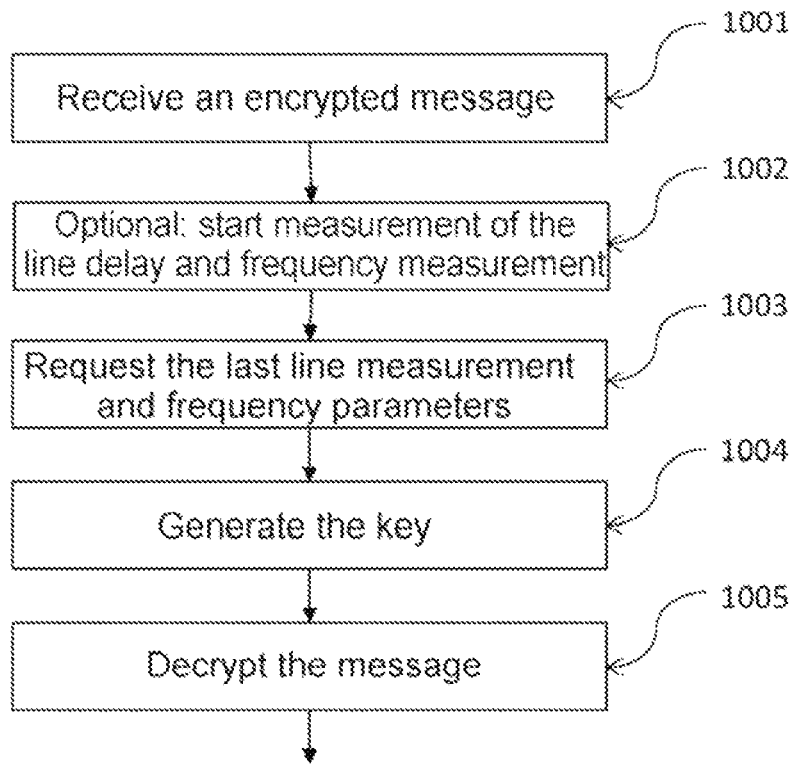 1001
Receive an encrypted message
1002
Optional: start measurement of the
line delay and frequency measurement
1003
Request the last line measurement
and frequency parameters
1004
Generate the key
1005
Decrypt the message